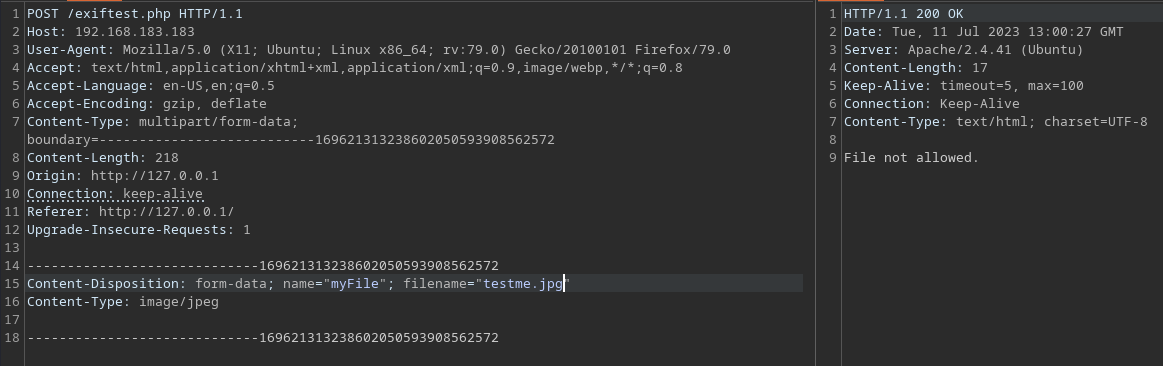 1 POST /exiftest.php HTTP/1.1
2 Host: 192.168.183.183
3 User-Agent: Mozilla/5.0 (X11; Ubuntu; Linux x86_64; rv:79.0) Gecko/20100101 Firefox/79.0
4 Accept: text/html,application/xhtml+xml,application/xml;q=0.9,image/webp,*/*;q=0.8
5 Accept-Language: en-US,en;q=0.5
6 Accept-Encoding: gzip, deflate
7 Content-Type: multipart/form-data;
boundary=---------------------------169621313238602050593908562572
8 Content-Length: 218
9 Origin: http://127.0.0.1
10 Connection: keep-alive
11 Referer: http://127.0.0.1/
12 Upgrade-Insecure-Requests: 1
13
14 -----------------------------169621313238602050593908562572
15 Content-Disposition: form-data; name="myFile"; filename="testme.jpg"
16 Content-Type: image/jpeg
17
18 -----------------------------169621313238602050593908562572
1 HTTP/1.1 200 OK
2 Date: Tue, 11 Jul 2023 13:00:27 GMT
3 Server: Apache/2.4.41 (Ubuntu)
4 Content-Length: 17
5 Keep-Alive: timeout=5, max=100
6 Connection: Keep-Alive
7 Content-Type: text/html; charset=UTF-8
8
9 File not allowed.